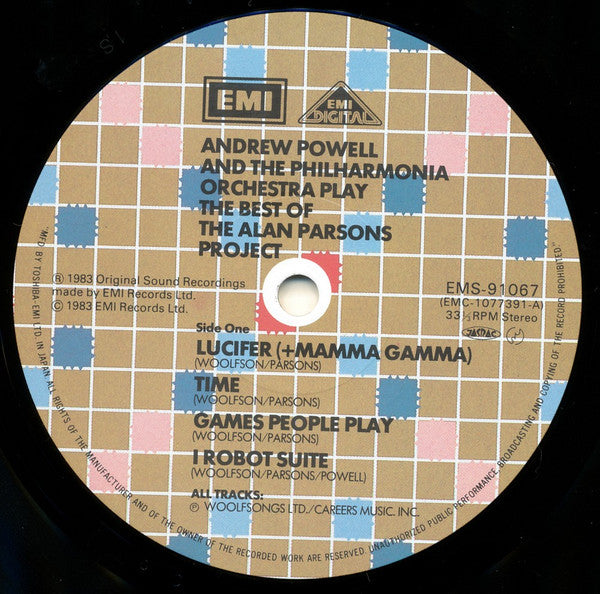 EMI
EMI
DIGITAL
ANDREW POWELL
AND THE PHILHARMONIA
ORCHESTRA PLAY
THE BEST OF
THE ALAN PARSONS
PROJECT
Ⓟ 1983 Original Sound Recordings
made by EMI Records Ltd.
© 1983 EMI Records Ltd.
EMS-91067
(EMC-1077391-A)
33⅓ RPM Stereo
JASRAC
Side One
LUCIFER (+MAMMA GAMMA)
(WOOLFSON/PARSONS)
TIME
(WOOLFSON/PARSONS)
GAMES PEOPLE PLAY
(WOOLFSON/PARSONS)
I ROBOT SUITE
(WOOLFSON/PARSONS/POWELL)
ALL TRACKS:
Ⓟ WOOLFSONGS LTD./CAREERS MUSIC. INC.
"MFD BY TOSHIBA-EMI LTD. IN JAPAN. ALL RIGHTS OF THE MANUFACTURER AND OF THE OWNER OF THE RECORDED WORK ARE RESERVED. UNAUTHORIZED PUBLIC PERFORMANCE, BROADCASTING AND COPYING OF THE RECORD PROHIBITED."